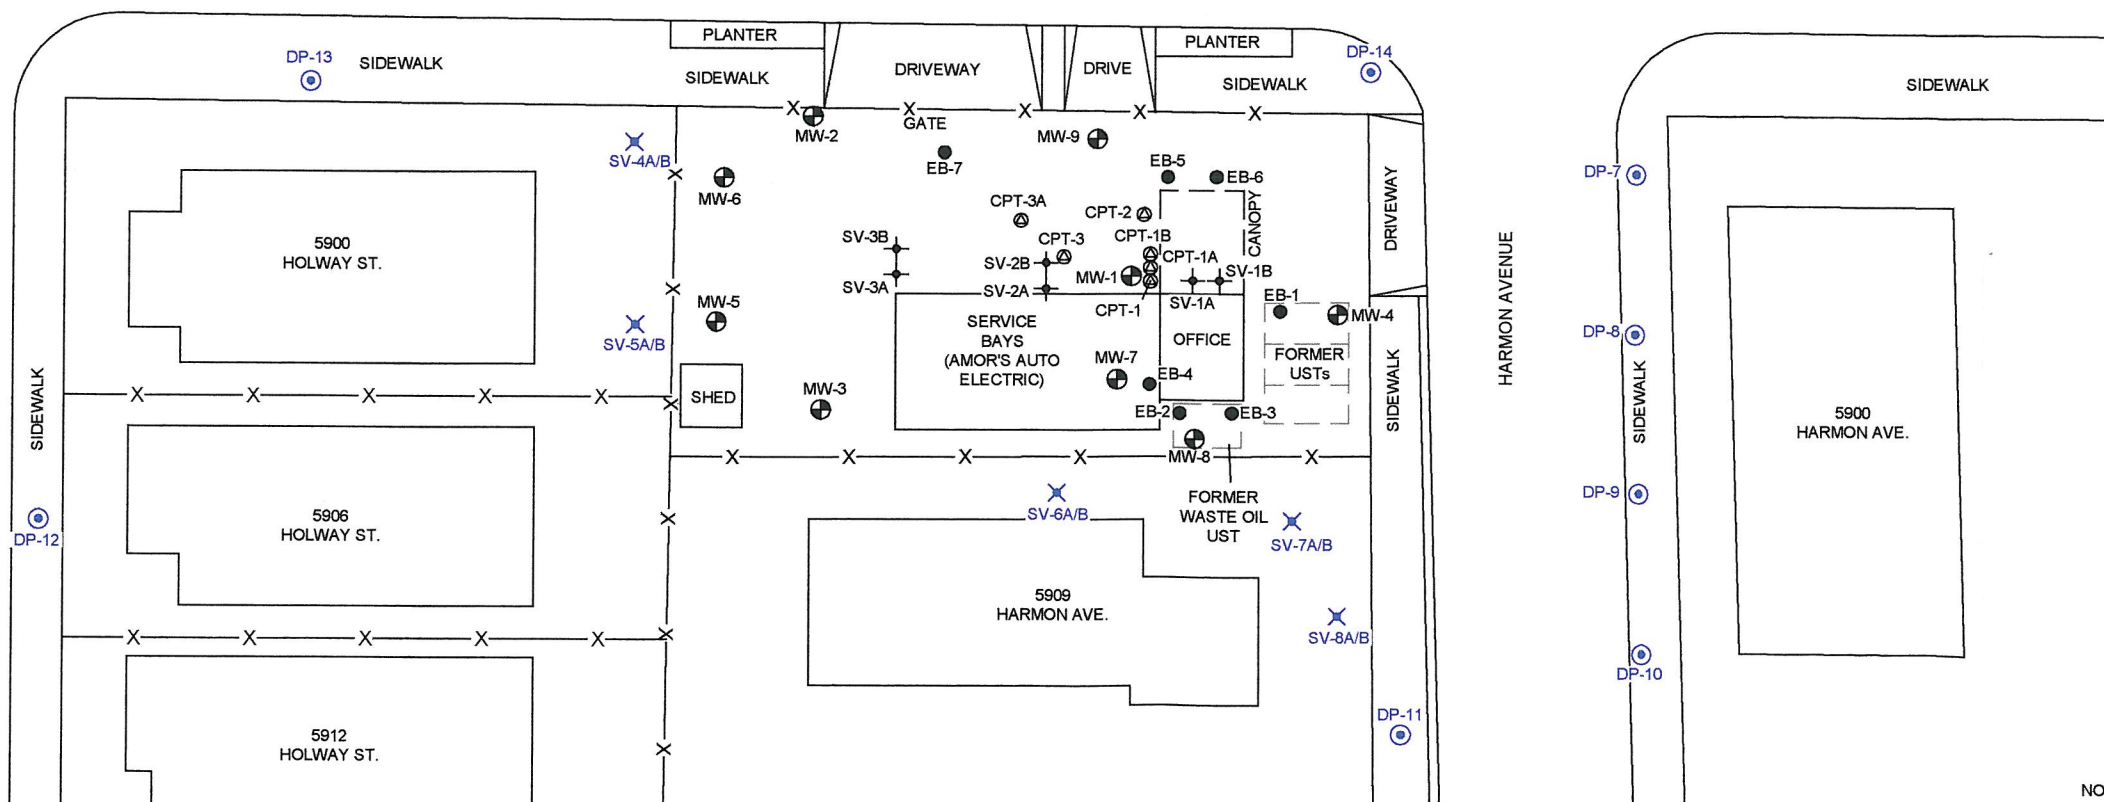 PLANTER
PLANTER
DP-13
SIDEWALK
SIDEWALK
DRIVEWAY
DRIVE
SIDEWALK
DP-14
SIDEWALK
X
X
X
X
X
MW-2
GATE
MW-9
SV-4A/B
X
MW-6
EB-7
EB-5
EB-6
DP-7
DRIVEWAY
CPT-3A
CPT-2
CANOPY
5900
HOLWAY ST.
SV-3B
CPT-3
CPT-1B
CPT-1A
SV-2B
MW-1
SV-1B
SV-3A
SV-2A
SV-1A
HARMON AVENUE
X
MW-5
CPT-1
EB-1
MW-4
SV-5A/B
SERVICE
BAYS
(AMOR'S AUTO
ELECTRIC)
OFFICE
FORMER
USTs
DP-8
MW-7
EB-4
SIDEWALK
SIDEWALK
SIDEWALK
X
X
X
X
X
X
SHED
MW-3
EB-2
EB-3
5900
HARMON AVE.
MW-8
X
X
X
X
X
FORMER
WASTE OIL
UST
DP-9
SV-6A/B
SV-7A/B
DP-12
5906
HOLWAY ST.
X
5909
HARMON AVE.
SV-8A/B
X
X
X
X
X
X
DP-10
DP-11
5912
HOLWAY ST.
X
NO